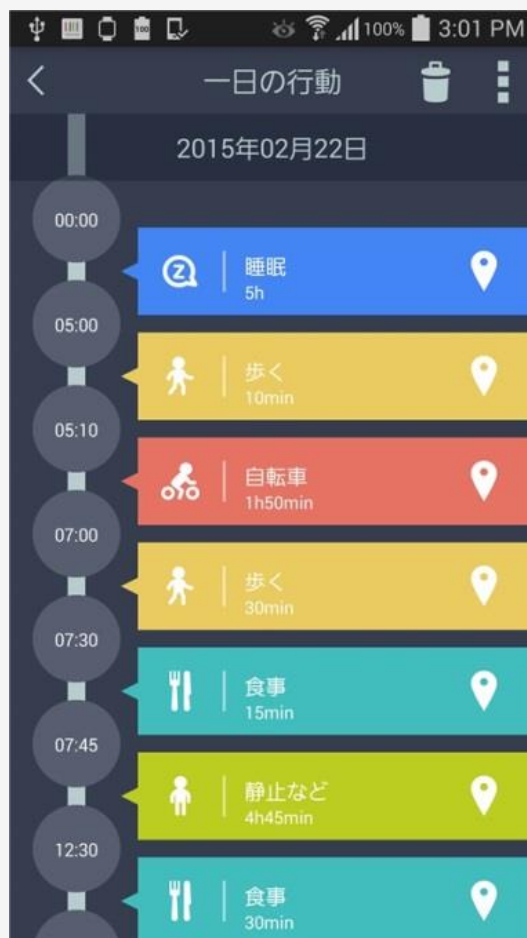 100% 3:01 PM
一日の行動
2015年02月22日
00:00
睡眠
5h
05:00
歩く
10min
05:10
自転車
1h50min
07:00
歩く
30min
07:30
食事
15min
07:45
静止など
4h45min
12:30
食事
30min